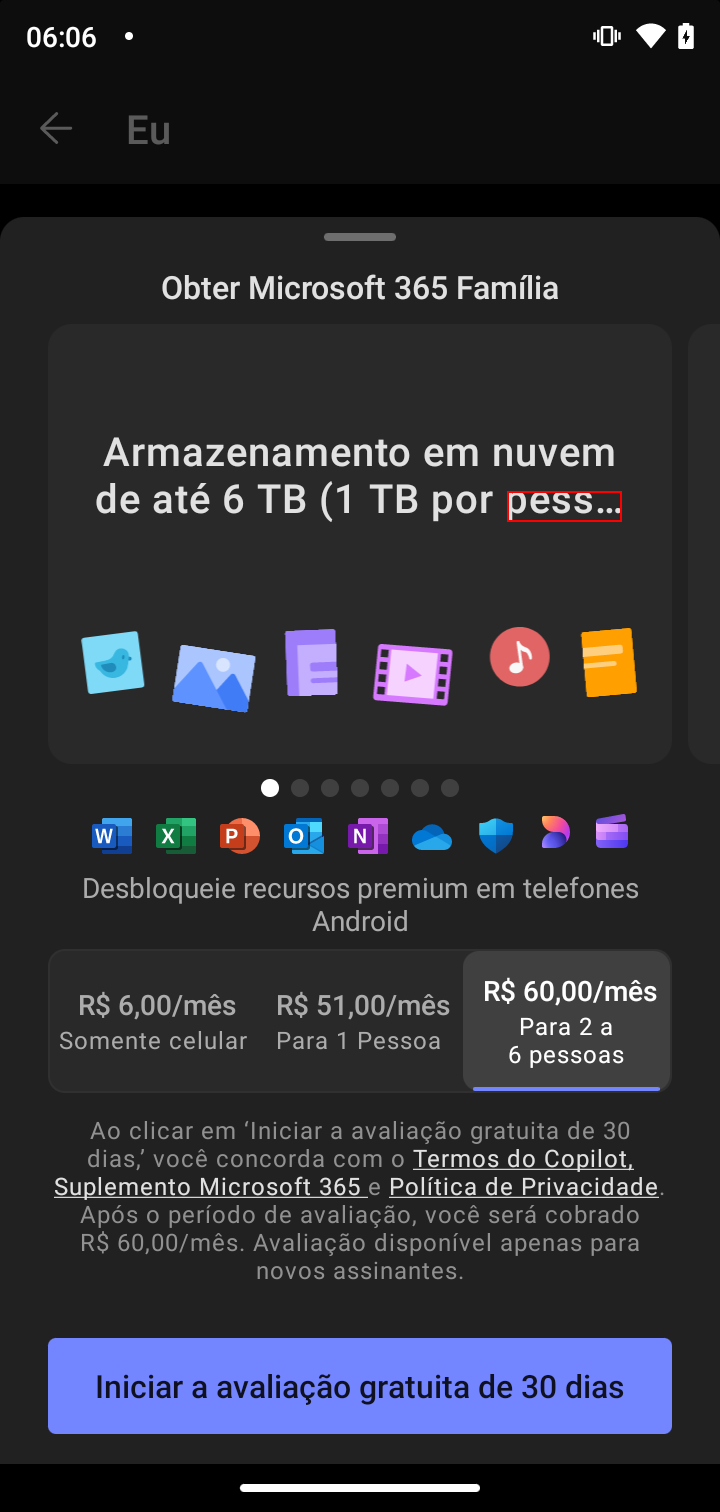 06:06
Eu
Obter Microsoft 365 Família
Armazenamento em nuvem
de até 6 TB (1 TB por pess…
W X P O N
Desbloqueie recursos premium em telefones
Android
R$ 6,00/mês
Somente celular
R$ 51,00/mês
Para 1 Pessoa
R$ 60,00/mês
Para 2 a
6 pessoas
Ao clicar em ‘Iniciar a avaliação gratuita de 30
dias,’ você concorda com o Termos do Copilot,
Suplemento Microsoft 365 e Política de Privacidade.
Após o período de avaliação, você será cobrado
R$ 60,00/mês. Avaliação disponível apenas para
novos assinantes.
Iniciar a avaliação gratuita de 30 dias